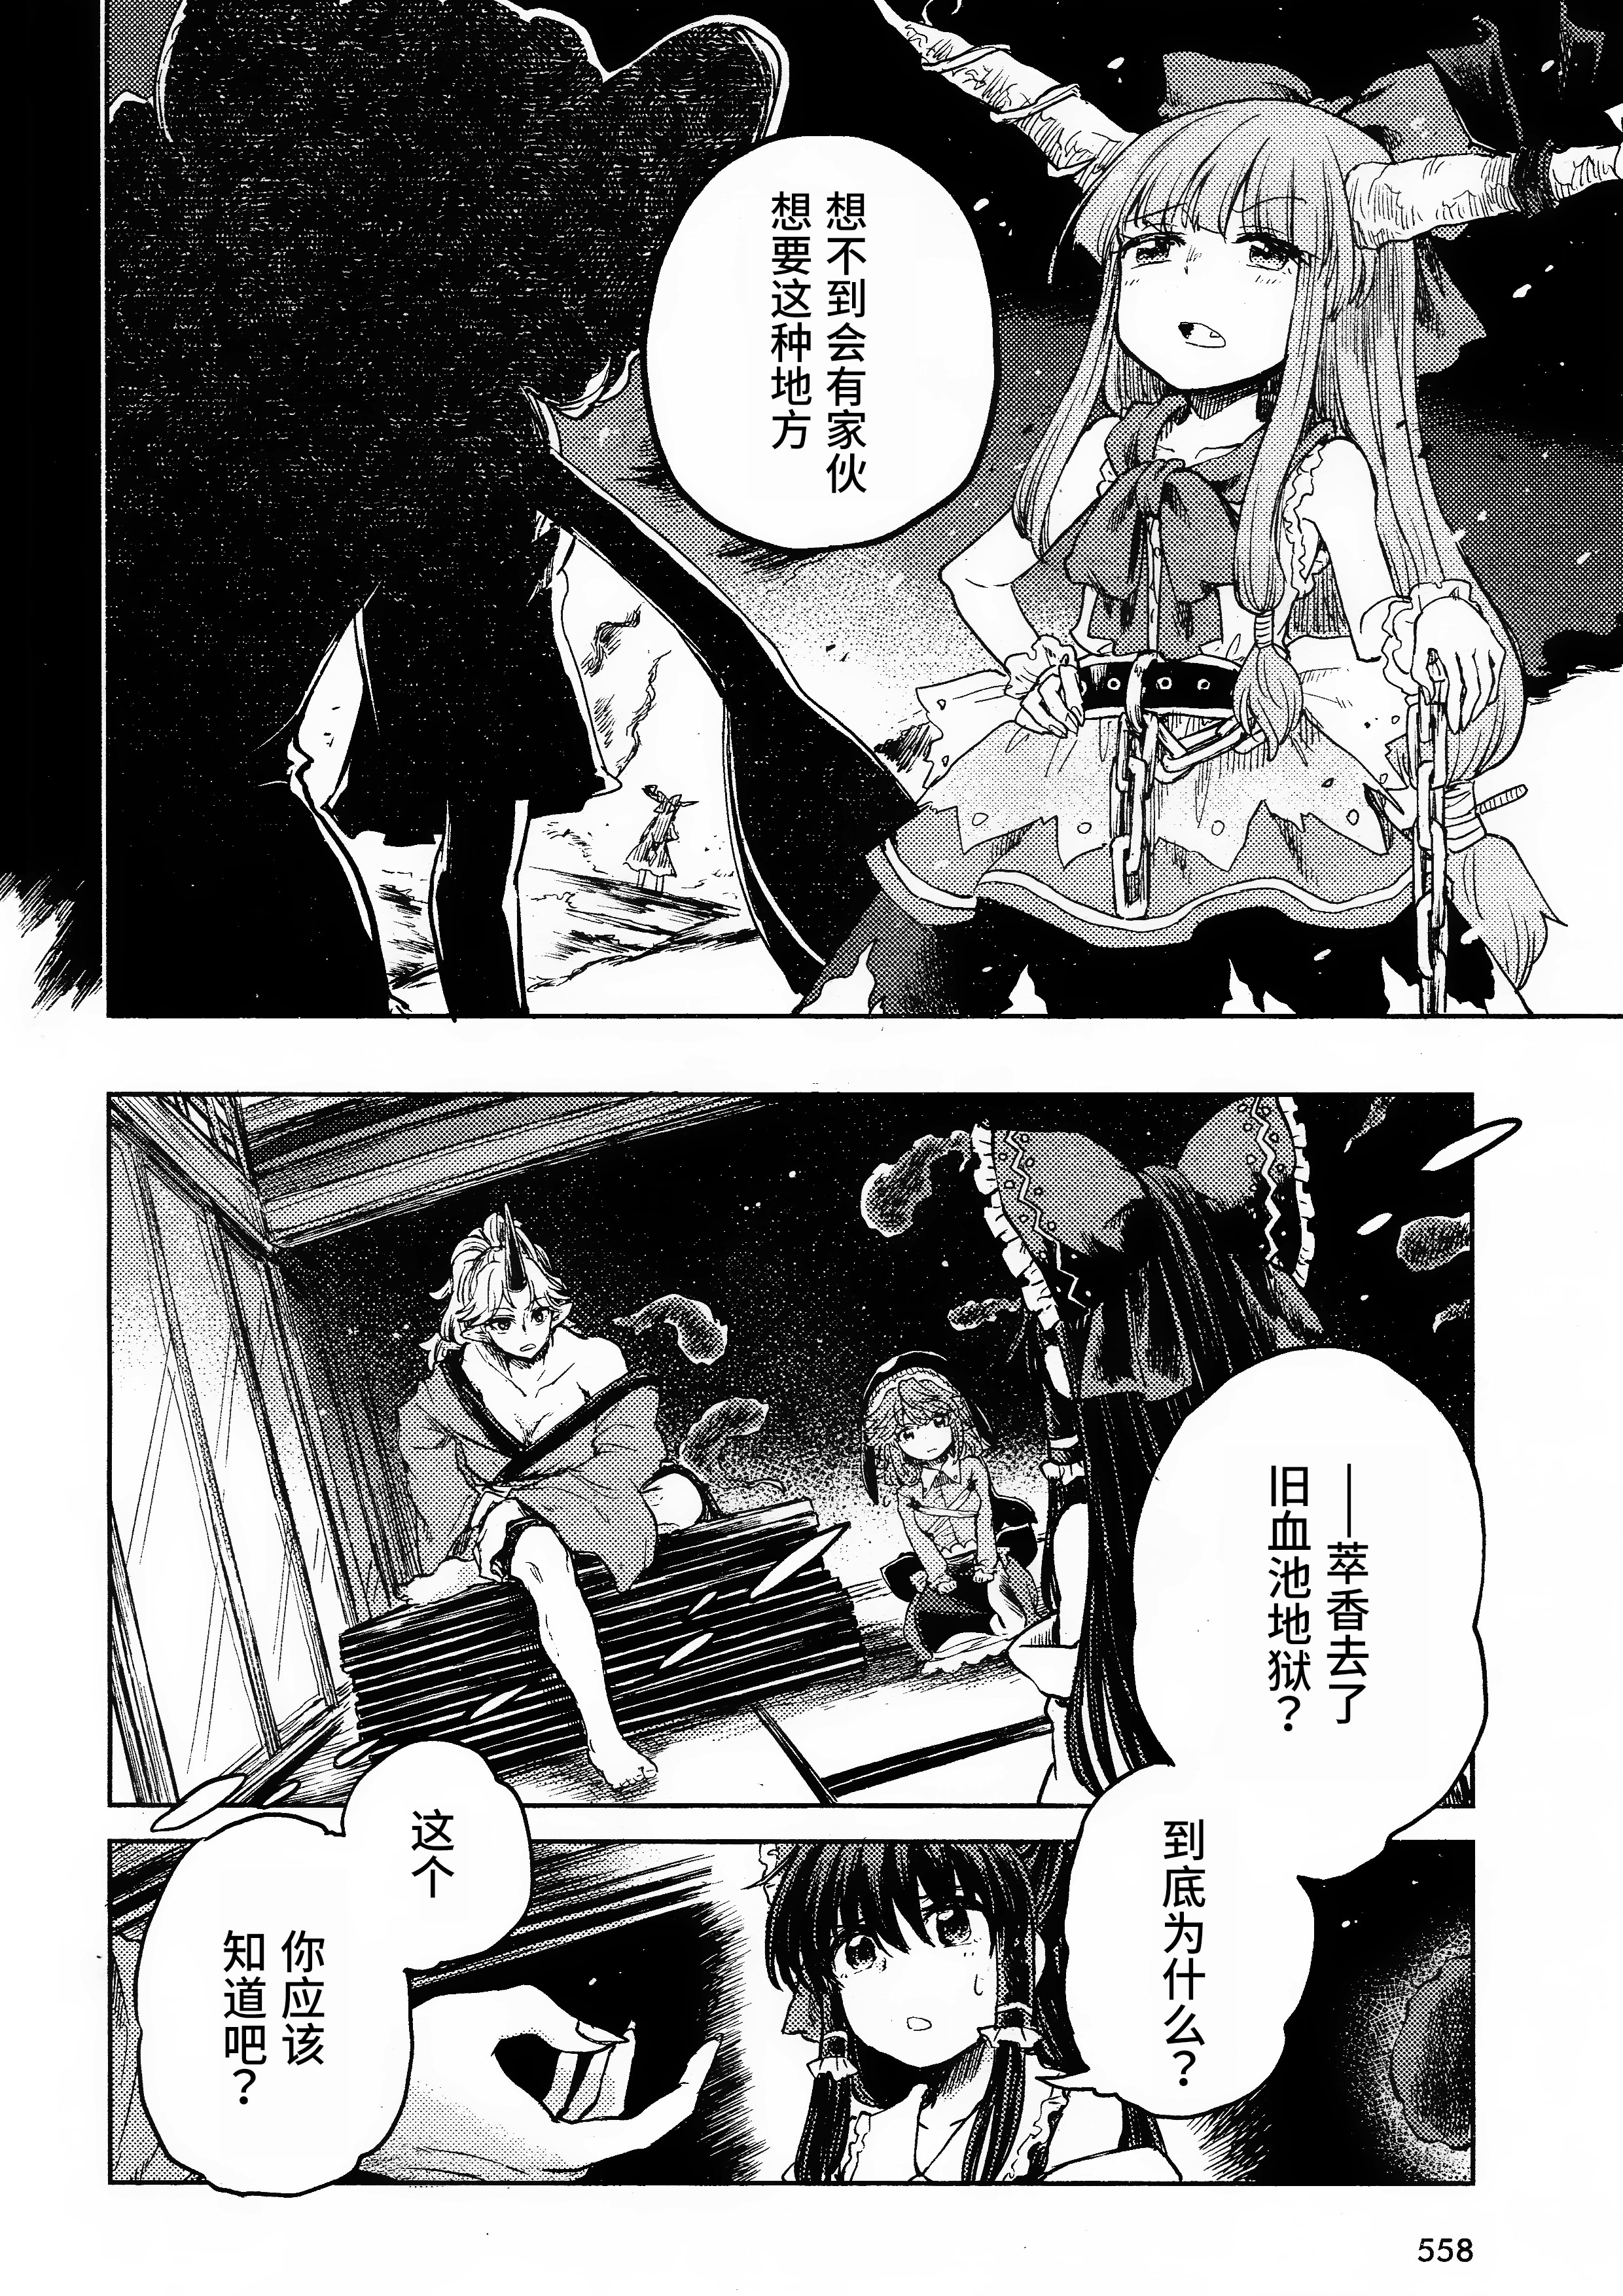 想不到会有家伙
想要这种地方
——萃香去了
旧血池地狱？
到底为什么？
这个
你应该
知道吧？
558